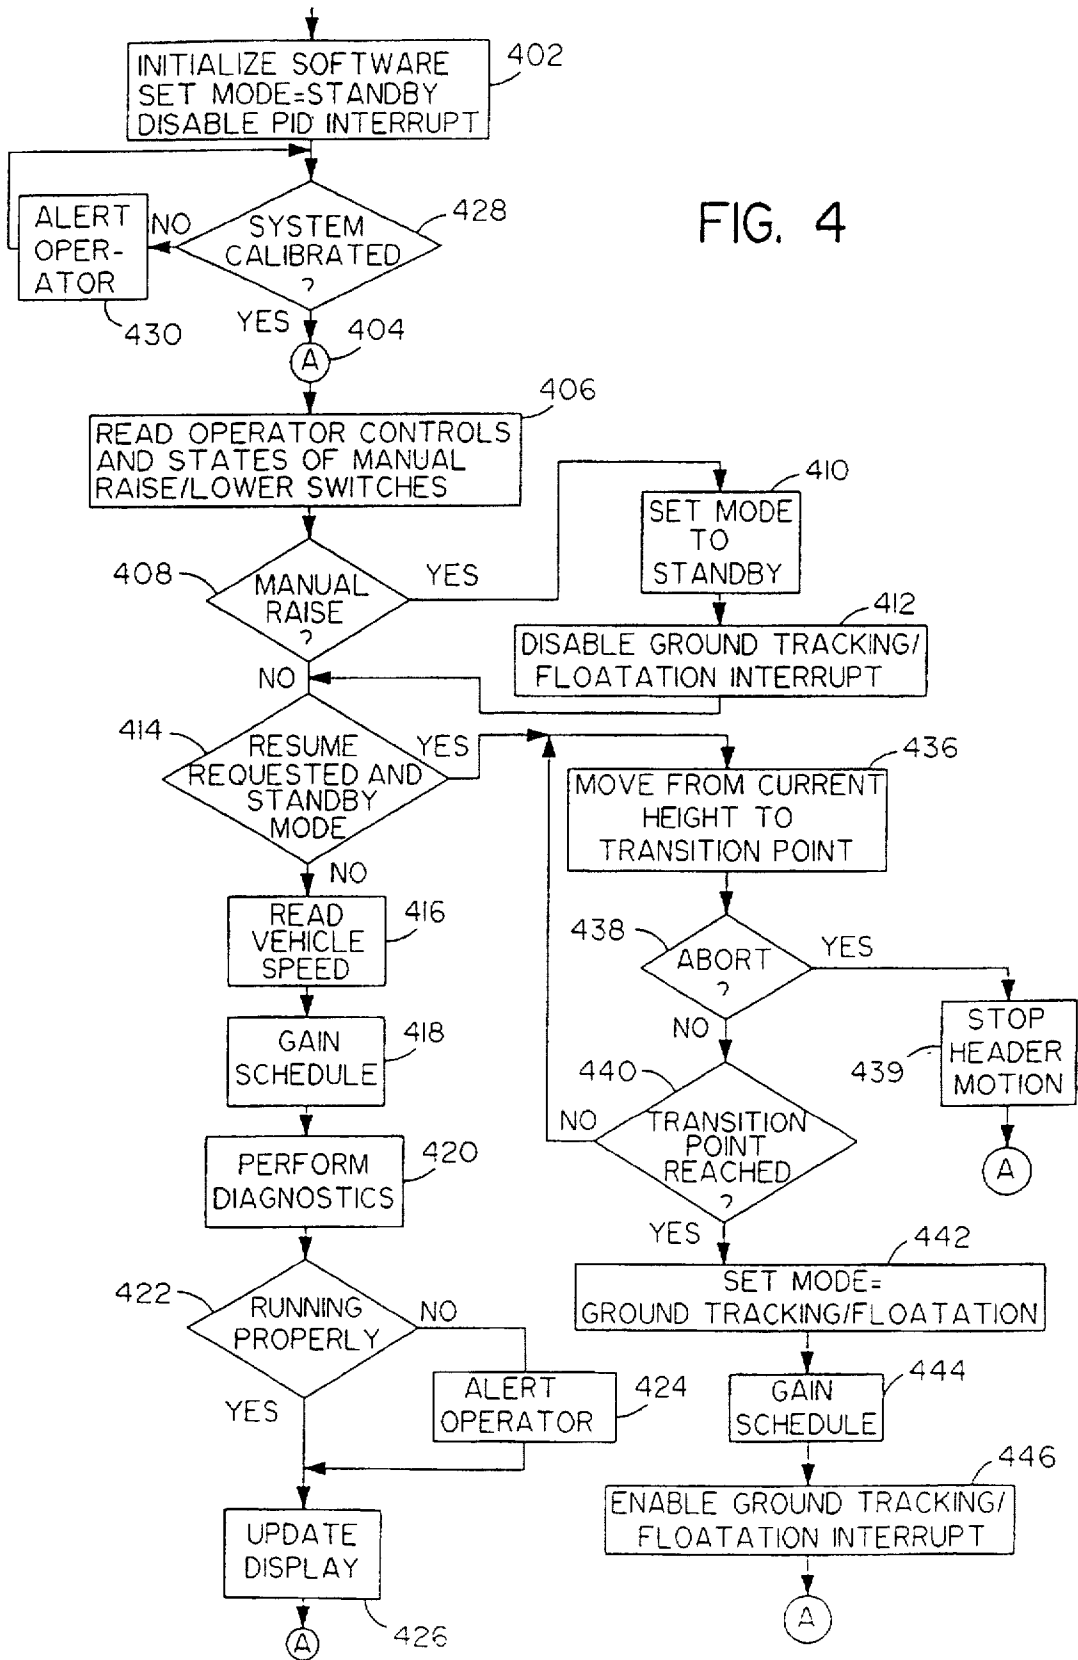 INITIALIZE SOFTWARE
SET MODE=STANDBY
DISABLE PID INTERRUPT
402
FIG. 4
SYSTEM
CALIBRATED
?
428
NO
ALERT
OPER-
ATOR
430
YES
A
404
406
READ OPERATOR CONTROLS
AND STATES OF MANUAL
RAISE/LOWER SWITCHES
408
MANUAL
RAISE
?
YES
410
SET MODE
TO
STANDBY
412
DISABLE GROUND TRACKING/
FLOATATION INTERRUPT
NO
414
RESUME
REQUESTED AND
STANDBY
MODE
YES
436
MOVE FROM CURRENT
HEIGHT TO
TRANSITION POINT
NO
READ
VEHICLE
SPEED
416
438
ABORT
?
YES
STOP
HEADER
MOTION
439
A
NO
GAIN
SCHEDULE
418
440
TRANSITION
POINT
REACHED
?
NO
PERFORM
DIAGNOSTICS
420
YES
442
SET MODE=
GROUND TRACKING/FLOATATION
422
RUNNING
PROPERLY
NO
ALERT
OPERATOR
424
YES
GAIN
SCHEDULE
444
446
ENABLE GROUND TRACKING/
FLOATATION INTERRUPT
A
UPDATE
DISPLAY
426
A